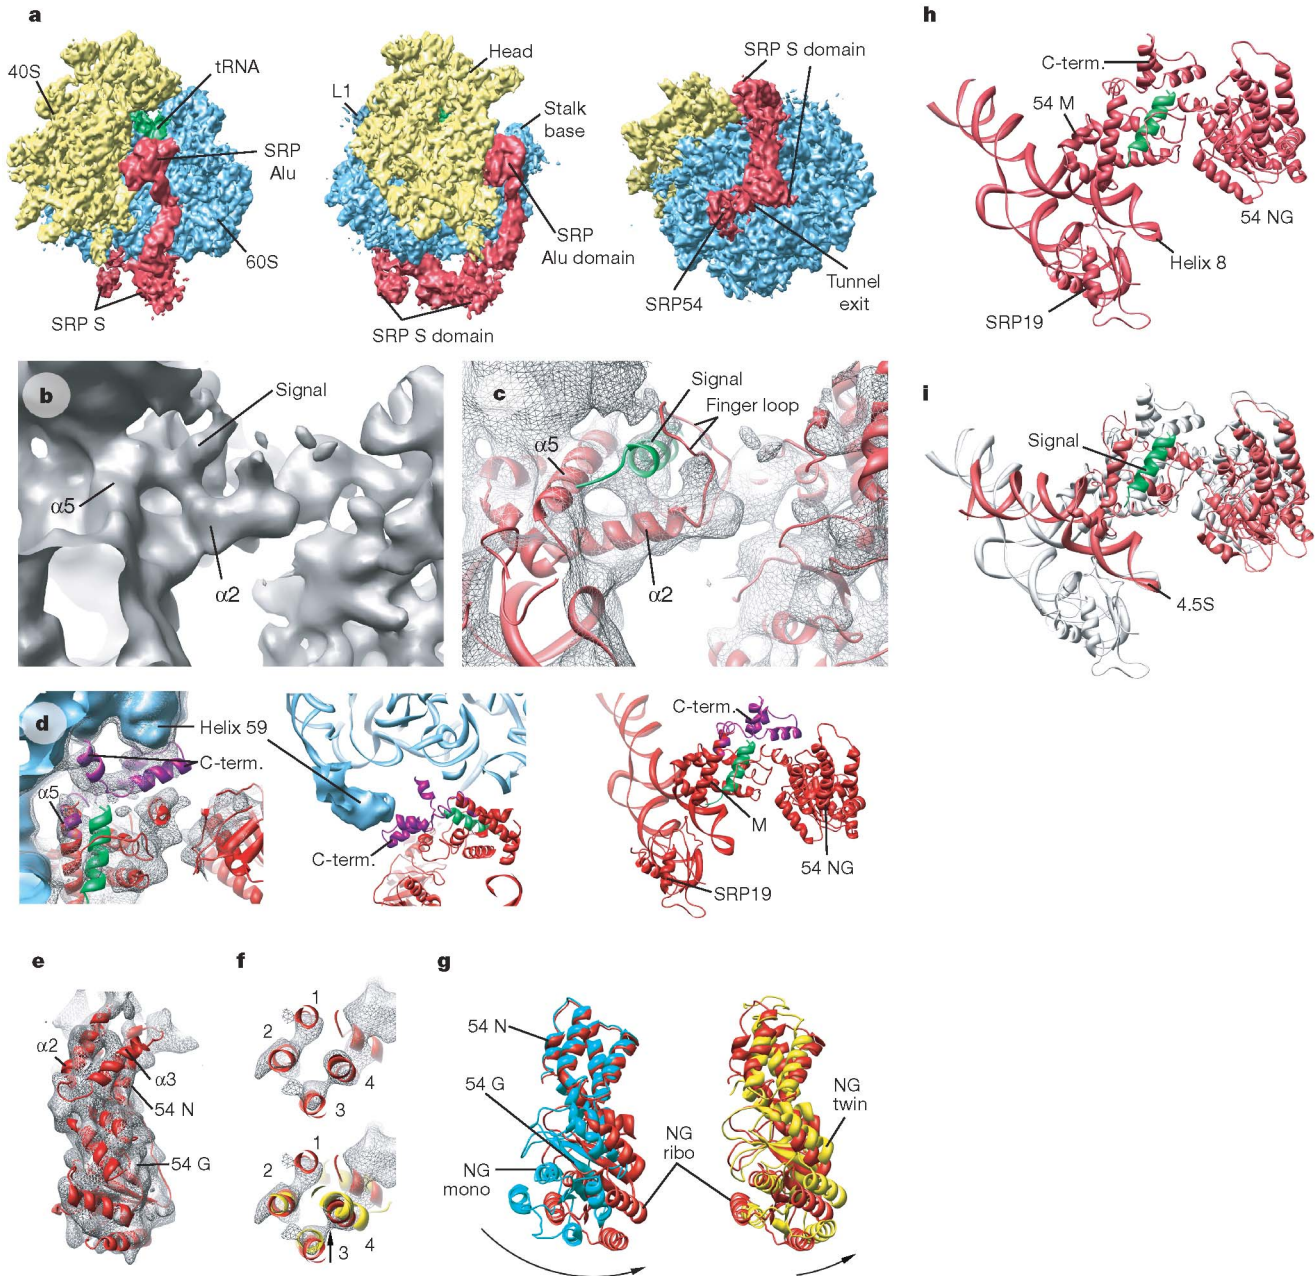 a
40S
tRNA
SRP
Alu
60S
SRP S
L1
Head
Stalk
base
SRP
Alu domain
SRP S domain
SRP S domain
SRP54
Tunnel
exit
b
Signal
α5
α2
c
Signal
Finger loop
α5
α2
d
Helix 59
C-term.
α5
C-term.
C-term.
M
54 NG
SRP19
e
α2
α3
54 N
54 G
f
1
2
3
4
1
2
3
4
g
54 N
54 G
NG
mono
NG
ribo
NG
twin
h
C-term.
54 M
54 NG
Helix 8
SRP19
i
Signal
4.5S